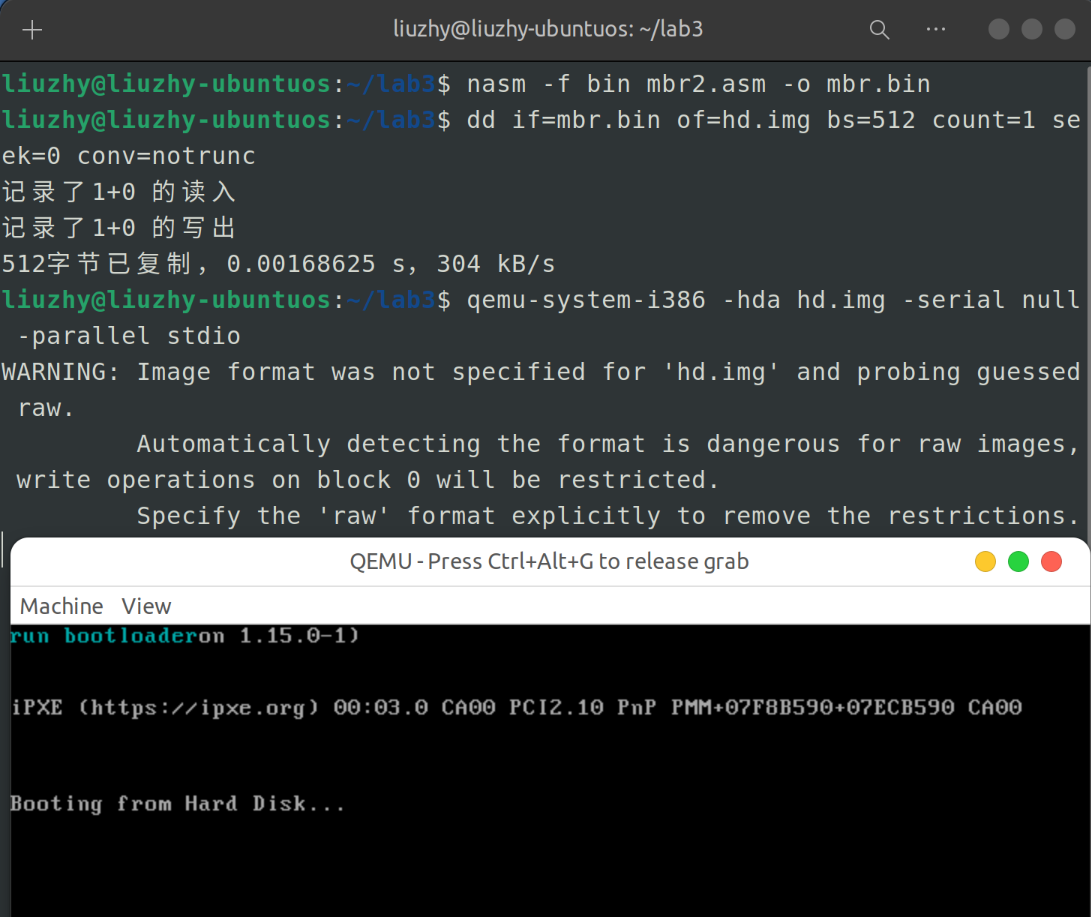 liuzhy@liuzhy-ubuntuos: ~/lab3
liuzhy@liuzhy-ubuntuos:~/lab3$ nasm -f bin mbr2.asm -o mbr.bin
liuzhy@liuzhy-ubuntuos:~/lab3$ dd if=mbr.bin of=hd.img bs=512 count=1 se
ek=0 conv=notrunc
记录了1+0 的读入
记录了1+0 的写出
512字节已复制，0.00168625 s，304 kB/s
liuzhy@liuzhy-ubuntuos:~/lab3$ qemu-system-i386 -hda hd.img -serial null
 -parallel stdio
WARNING: Image format was not specified for 'hd.img' and probing guessed
 raw.
         Automatically detecting the format is dangerous for raw images,
 write operations on block 0 will be restricted.
         Specify the 'raw' format explicitly to remove the restrictions.
QEMU - Press Ctrl+Alt+G to release grab
Machine View
run bootloaderon 1.15.0-1)
iPXE (https://ipxe.org) 00:03.0 CA00 PCI2.10 PnP PMM+07F8B590+07ECB590 CA00
Booting from Hard Disk...